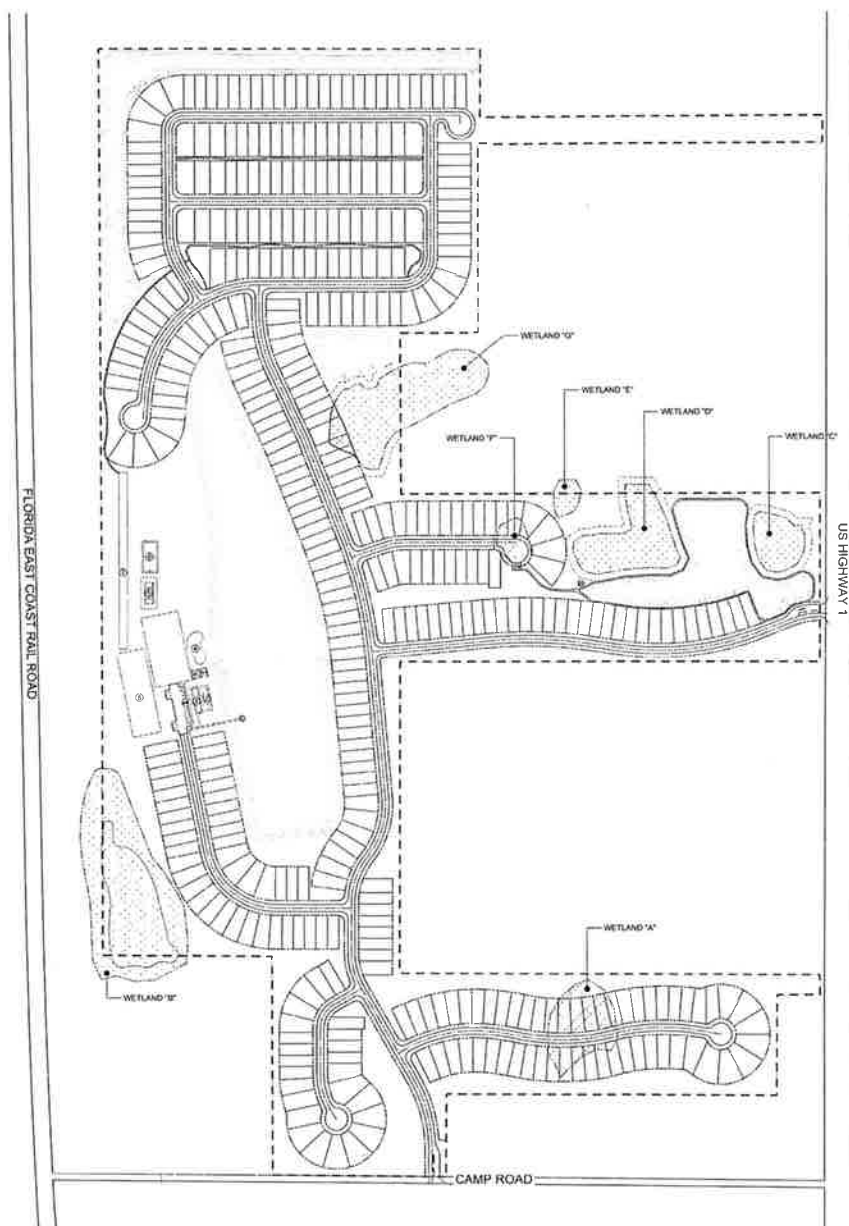 WETLAND "G"
WETLAND "E"
WETLAND "D"
WETLAND "F"
WETLAND "C"
US HIGHWAY 1
FLORIDA EAST COAST RAIL ROAD
WETLAND "A"
WETLAND "B"
CAMP ROAD